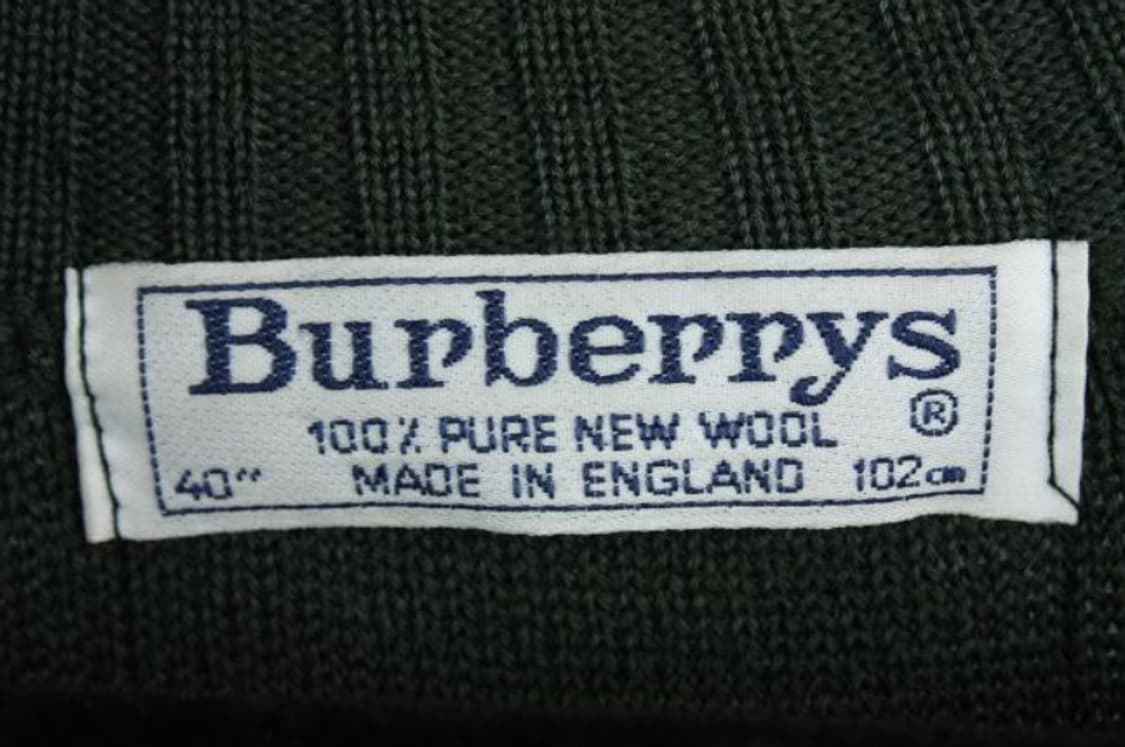 Burberrys
®
100% PURE NEW WOOL
40" MADE IN ENGLAND 102cm